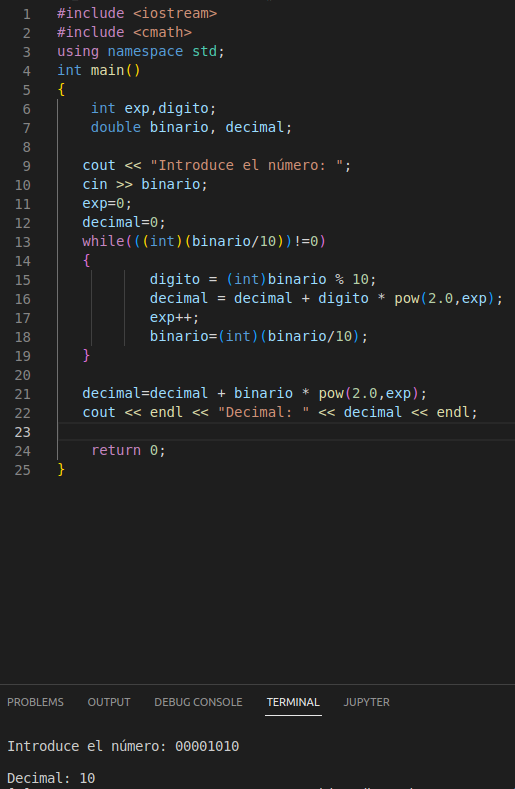 1 #include <iostream>
2 #include <cmath>
3 using namespace std;
4 int main()
5 {
6 int exp,digito;
7 double binario, decimal;
8
9 cout << "Introduce el número: ";
10 cin >> binario;
11 exp=0;
12 decimal=0;
13 while(((int)(binario/10))!=0)
14 {
15 digito = (int)binario % 10;
16 decimal = decimal + digito * pow(2.0,exp);
17 exp++;
18 binario=(int)(binario/10);
19 }
20
21 decimal=decimal + binario * pow(2.0,exp);
22 cout << endl << "Decimal: " << decimal << endl;
23
24 return 0;
25 }
PROBLEMS OUTPUT DEBUG CONSOLE TERMINAL JUPYTER
Introduce el número: 00001010
Decimal: 10